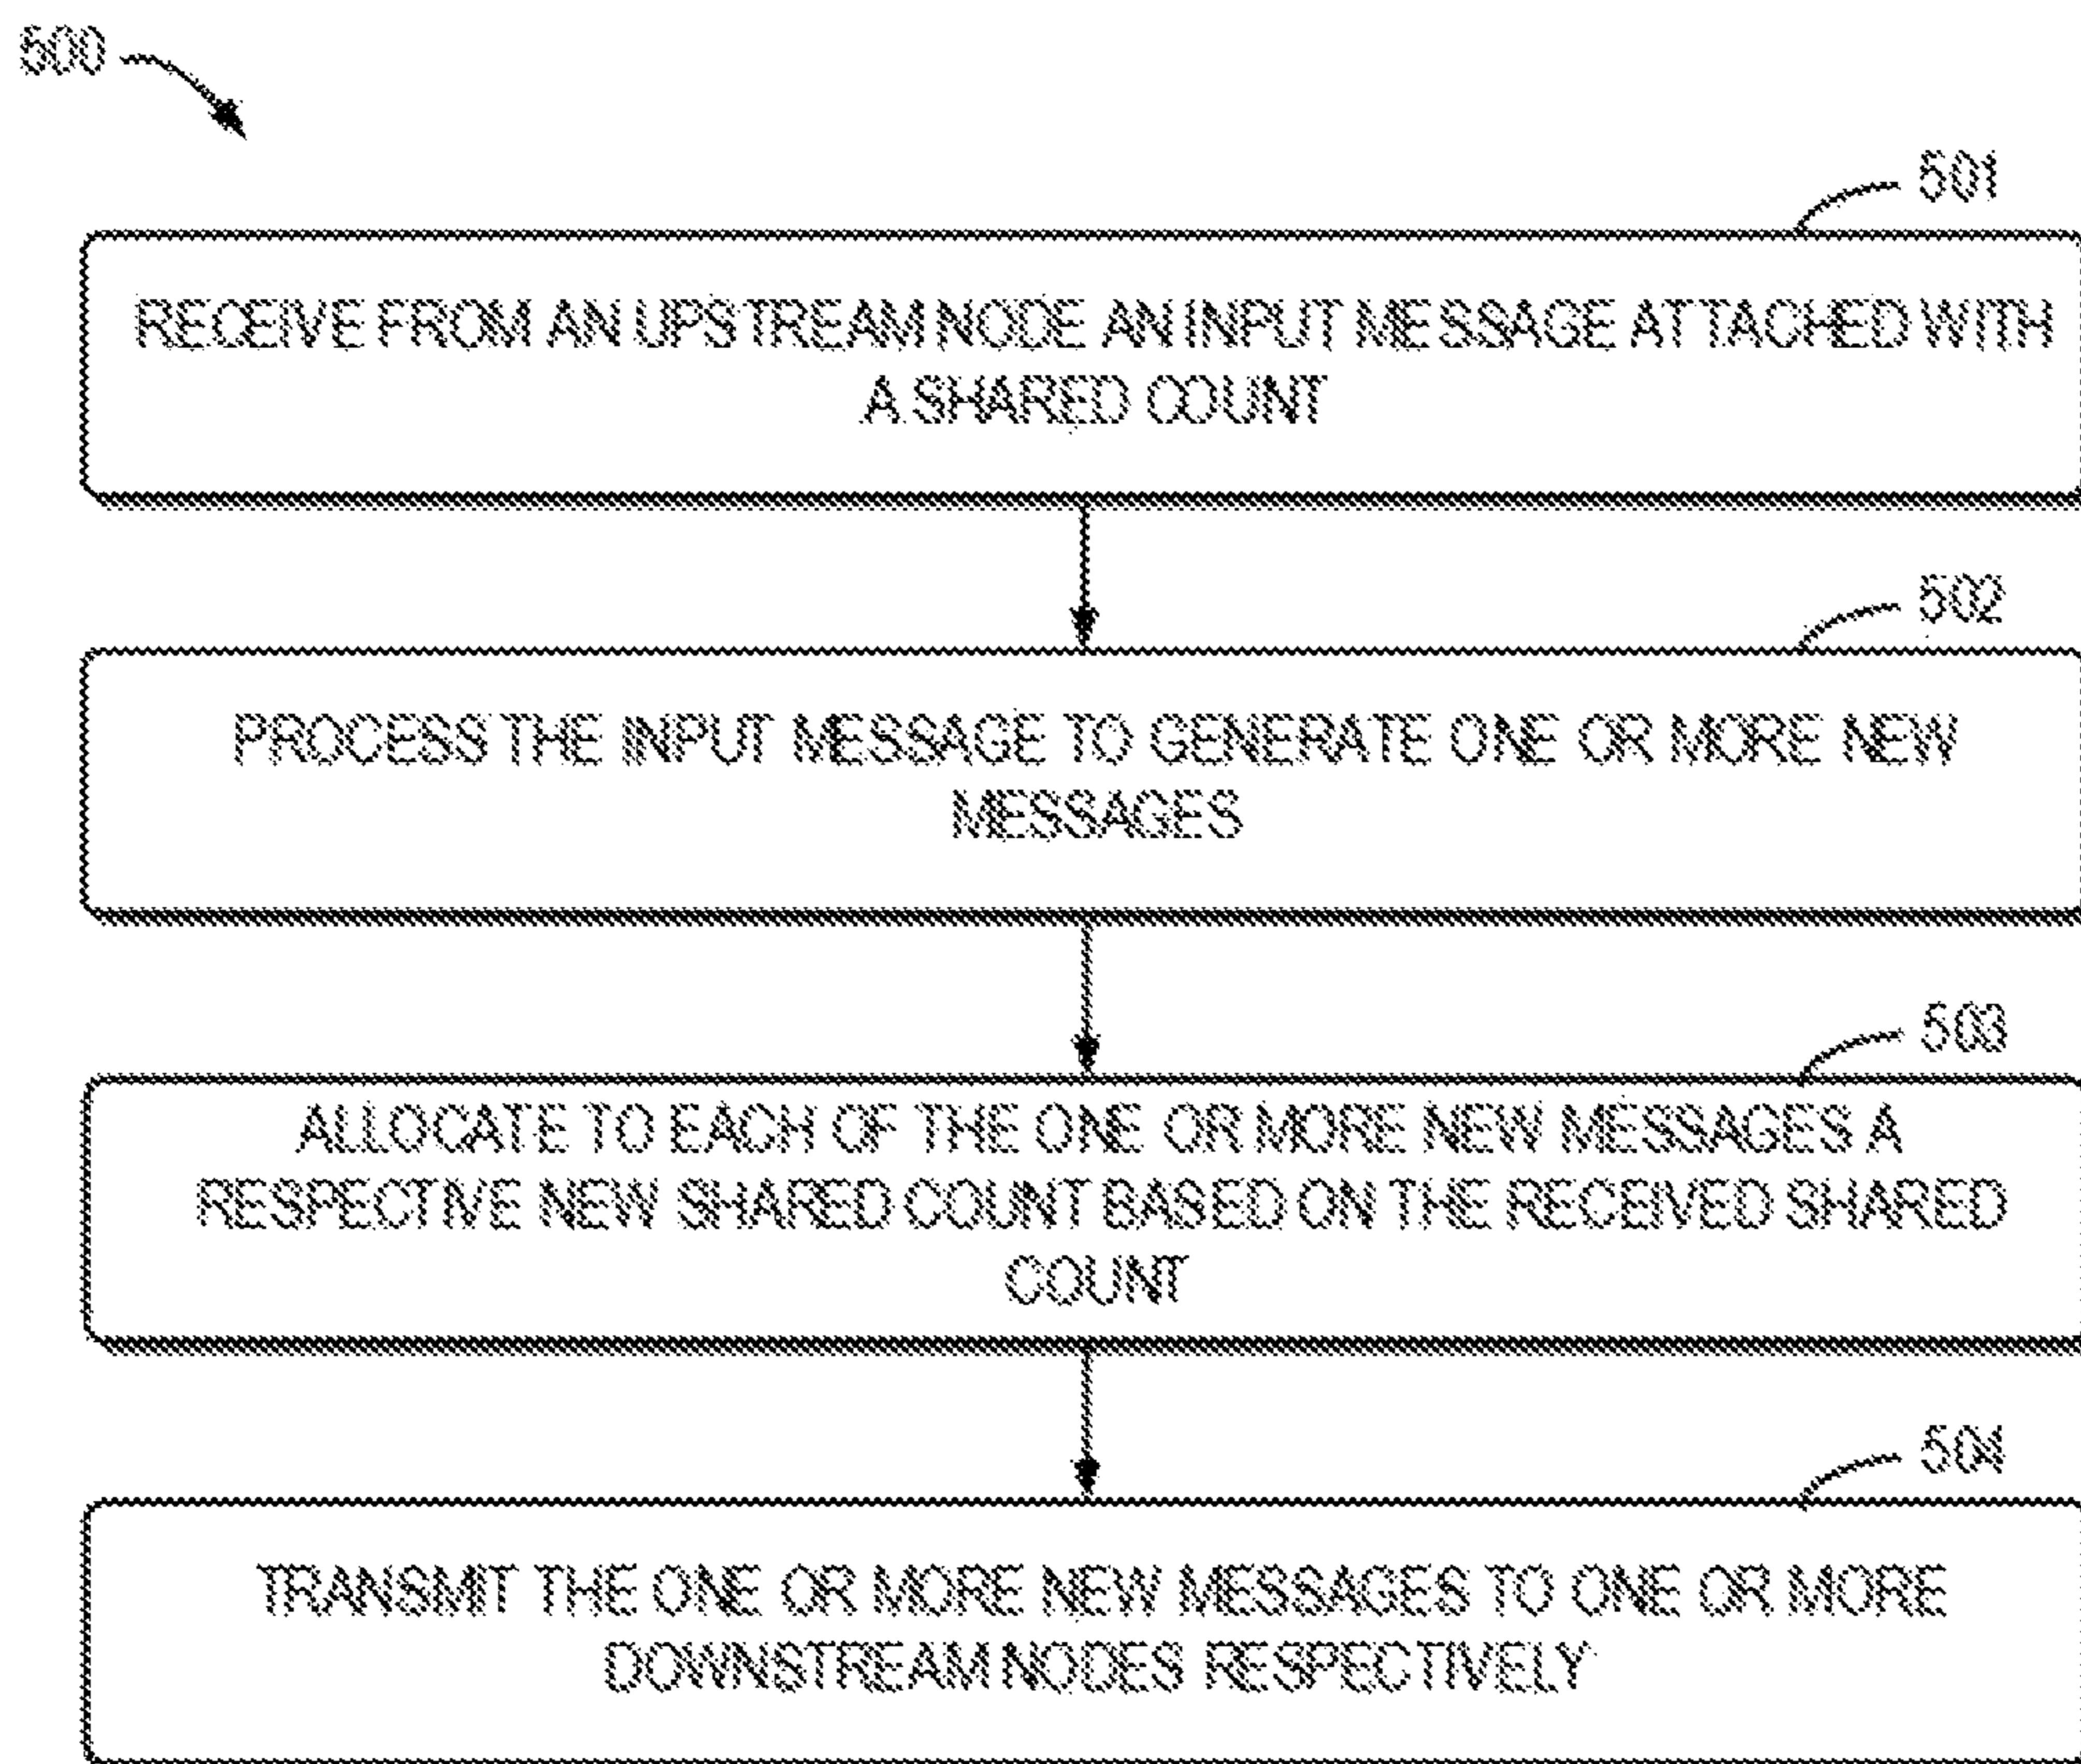 500
501
RECEIVE FROM AN UPSTREAM NODE AN INPUT MESSAGE ATTACHED WITH
A SHARED COUNT
502
PROCESS THE INPUT MESSAGE TO GENERATE ONE OR MORE NEW
MESSAGES
503
ALLOCATE TO EACH OF THE ONE OR MORE NEW MESSAGES A
RESPECTIVE NEW SHARED COUNT BASED ON THE RECEIVED SHARED
COUNT
504
TRANSMIT THE ONE OR MORE NEW MESSAGES TO ONE OR MORE
DOWNSTREAM NODES RESPECTIVELY